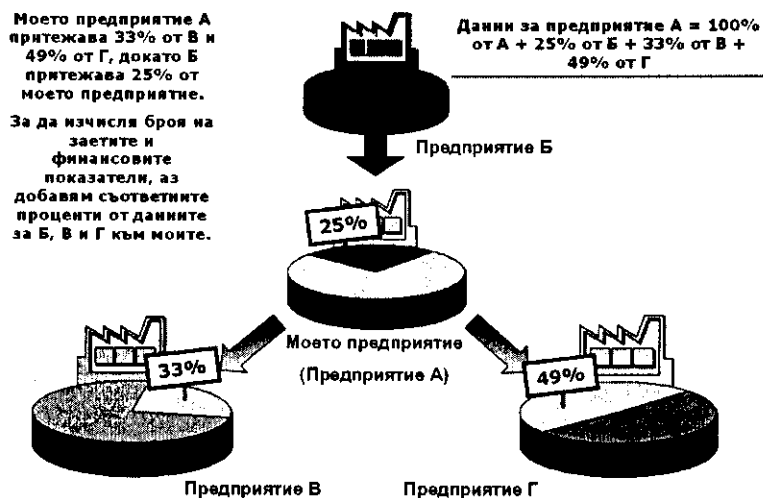 Моето предприятие А
притежава 33% от В и
49% от Г, докато Б
притежава 25% от
моето предприятие.
За да изчисля броя на
заетите и
финансовите
показатели, аз
добавям съответните
проценти от данните
за Б, В и Г към моите.
Данни за предприятие А = 100%
от А + 25% от Б + 33% от В +
49% от Г
Предприятие Б
25%
Моето предприятие
(Предприятие А)
33%
49%
Предприятие В
Предприятие Г